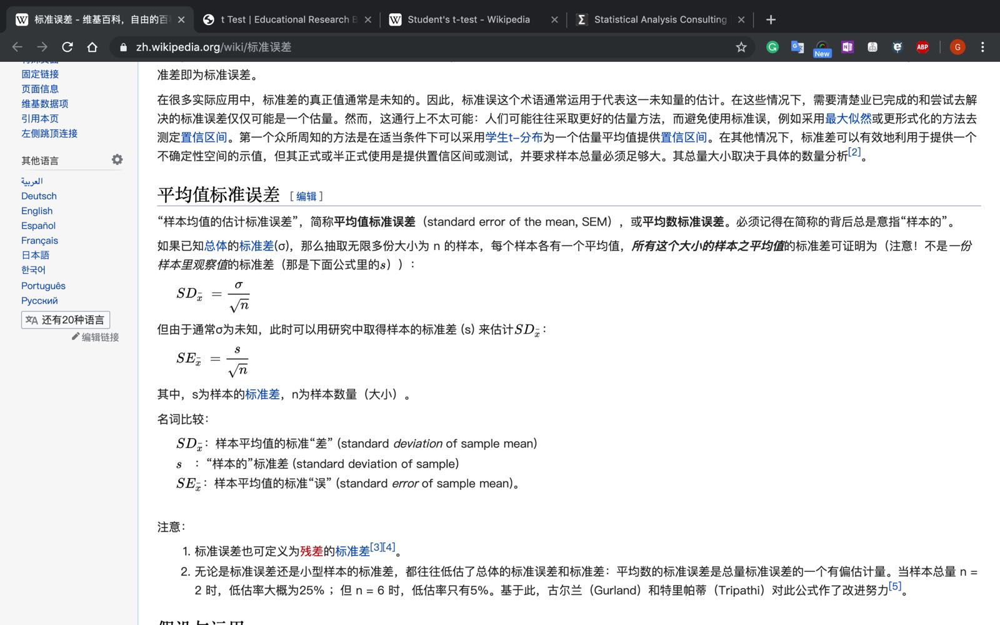 标准误差 - 维基百科，自由的百
t Test | Educational Research B
Student's t-test - Wikipedia
Statistical Analysis Consulting
zh.wikipedia.org/wiki/标准误差
New
ABP
G
固定链接
页面信息
维基数据项
引用本页
左侧跳顶连接
其他语言
العربية
Deutsch
English
Español
Français
日本語
한국어
Português
Русский
还有20种语言
编辑链接
准差即为标准误差。
在很多实际应用中，标准差的真正值通常是未知的。因此，标准误这个术语通常运用于代表这一未知量的估计。在这些情况下，需要清楚业已完成的和尝试去解
决的标准误差仅仅可能是一个估量。然而，这通行上不太可能：人们可能往往采取更好的估量方法，而避免使用标准误，例如采用最大似然或更形式化的方法去
测定置信区间。第一个众所周知的方法是在适当条件下可以采用学生t-分布为一个估量平均值提供置信区间。在其他情况下，标准差可以有效地利用于提供一个
不确定性空间的示值，但其正式或半正式使用是提供置信区间或测试，并要求样本总量必须足够大。其总量大小取决于具体的数量分析[2]。
平均值标准误差 [ 编辑 ]
“样本均值的估计标准误差”，简称平均值标准误差（standard error of the mean, SEM），或平均数标准误差。必须记得在简称的背后总是意指“样本的”。
如果已知总体的标准差(σ)，那么抽取无限多份大小为 n 的样本，每个样本各有一个平均值，所有这个大小的样本之平均值的标准差可证明为（注意！不是一份
样本里观察值的标准差（那是下面公式里的s））：
SD_x̄ = σ/√n
但由于通常σ为未知，此时可以用研究中取得样本的标准差 (s) 来估计SD_x̄：
SE_x̄ = s/√n
其中，s为样本的标准差，n为样本数量（大小）。
名词比较：
SD_x̄：样本平均值的标准“差” (standard deviation of sample mean)
s ：“样本的”标准差 (standard deviation of sample)
SE_x̄：样本平均值的标准“误” (standard error of sample mean)。
注意：
1. 标准误差也可定义为残差的标准差[3][4]。
2. 无论是标准误差还是小型样本的标准差，都往往低估了总体的标准误差和标准差：平均数的标准误差是总量标准误差的一个有偏估计量。当样本总量 n =
2 时，低估率大概为25% ；但 n = 6 时，低估率只有5%。基于此，古尔兰（Gurland）和特里帕蒂（Tripathi）对此公式作了改进努力[5]。